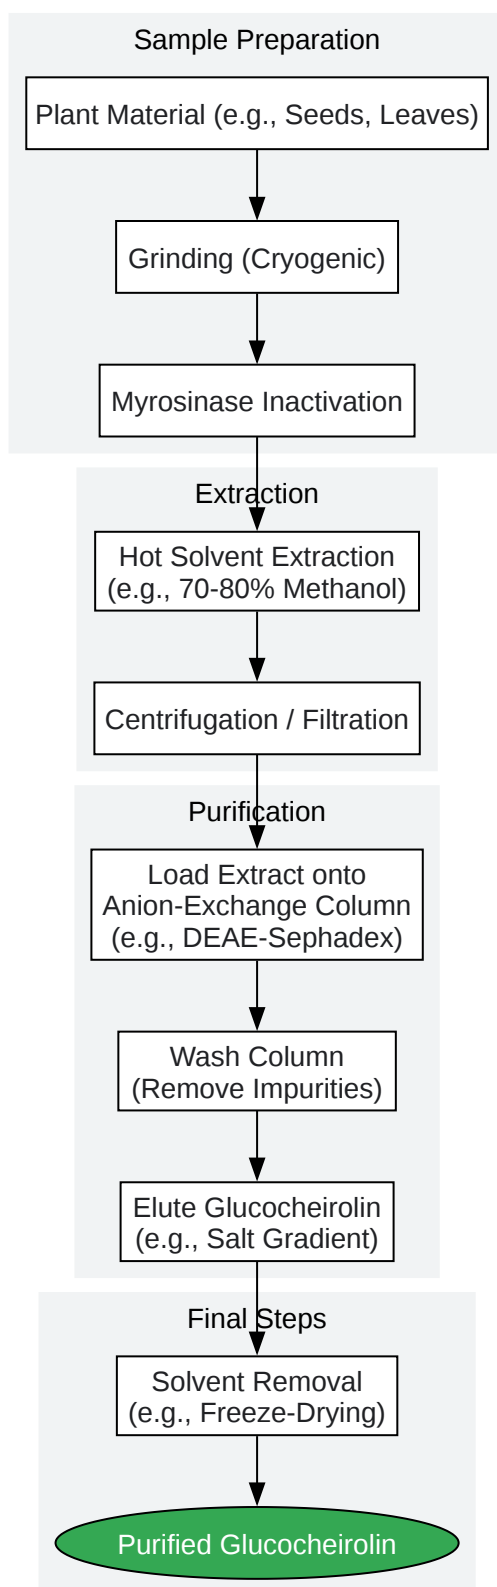 Sample Preparation
Plant Material (e.g., Seeds, Leaves)
Grinding (Cryogenic)
Myrosinase Inactivation
Extraction
Hot Solvent Extraction
(e.g., 70-80% Methanol)
Centrifugation / Filtration
Purification
Load Extract onto
Anion-Exchange Column
(e.g., DEAE-Sephadex)
Wash Column
(Remove Impurities)
Elute Glucocheirolin
(e.g., Salt Gradient)
Final Steps
Solvent Removal
(e.g., Freeze-Drying)
Purified Glucocheirolin